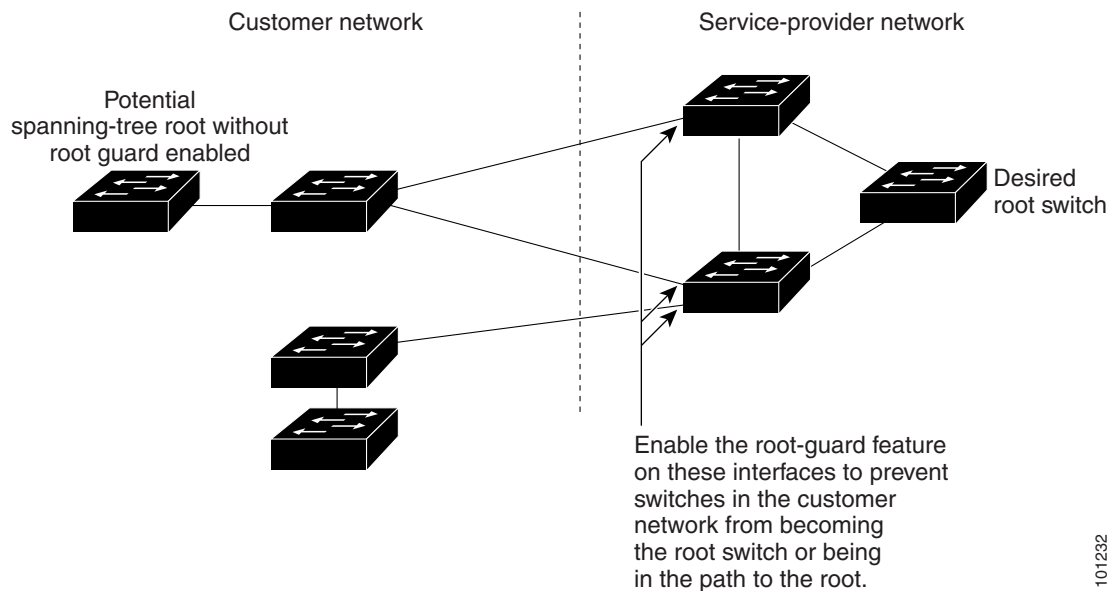 Customer network
Service-provider network
Potential
spanning-tree root without
root guard enabled
Desired
root switch
Enable the root-guard feature
on these interfaces to prevent
switches in the customer
network from becoming
the root switch or being
in the path to the root.
101232